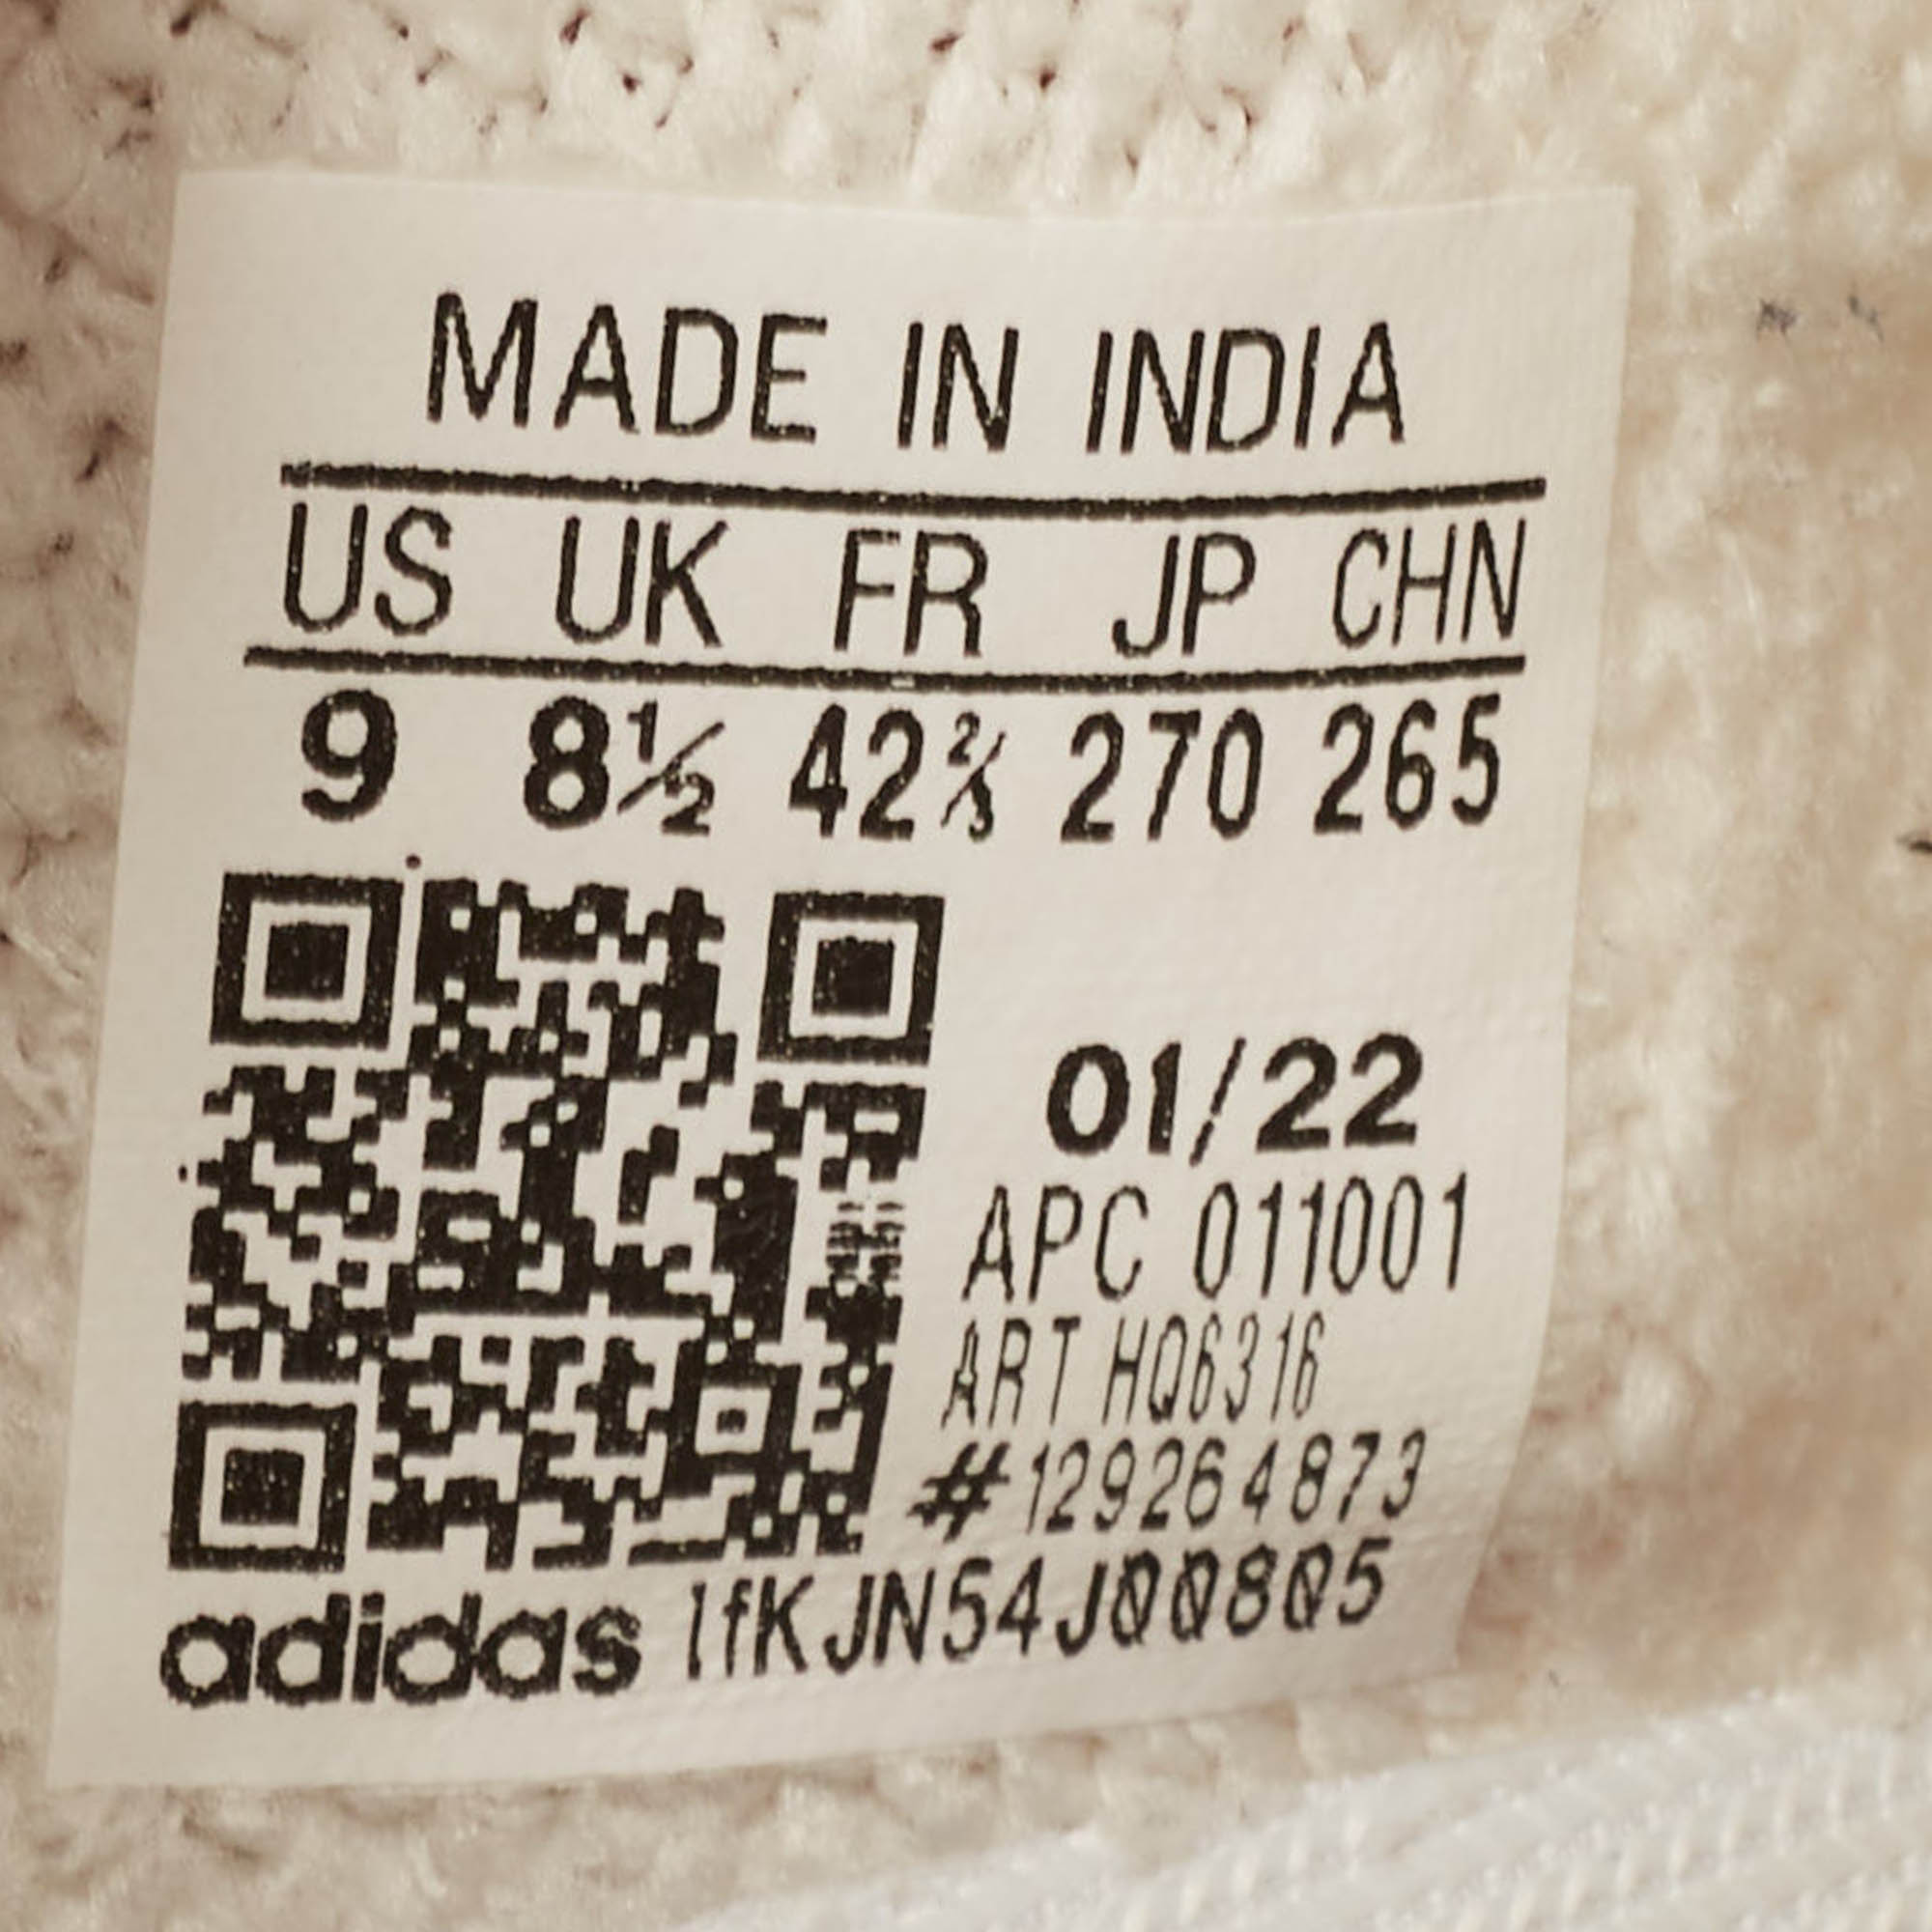 MADE IN INDIA
US UK FR JP CHN
9 8½ 42⅔ 270 265
01/22
APC 011001
ART HQ6316
#129264873
adidas lfKJN54J00805